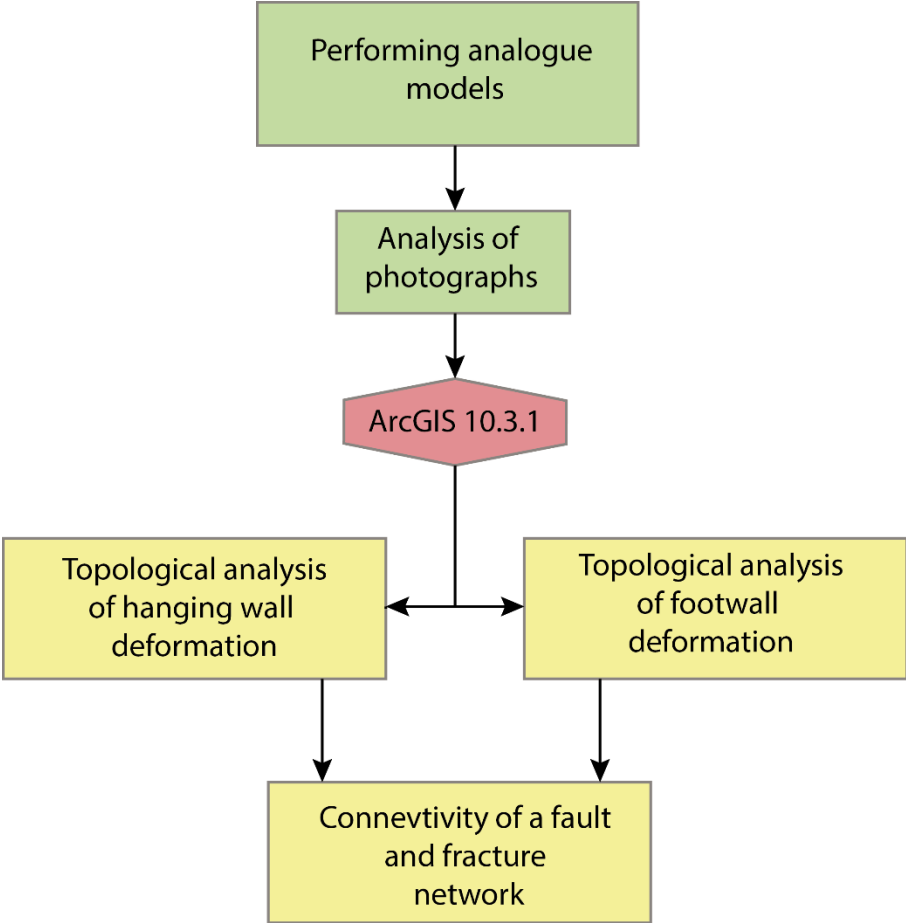 Performing analogue
models
Analysis of
photographs
ArcGIS 10.3.1
Topological analysis
of hanging wall
deformation
Topological analysis
of footwall
deformation
Connevtivity of a fault
and fracture
network